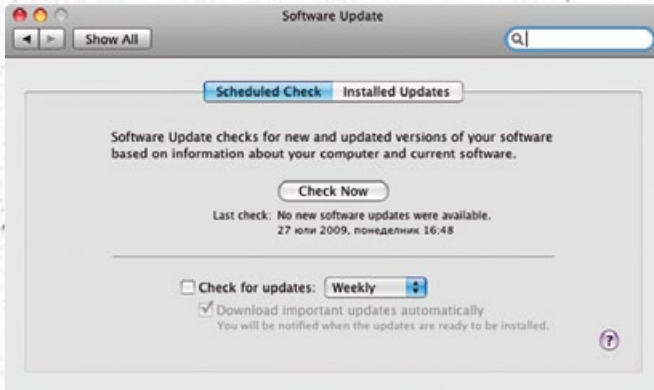 Software Update
Show All
Scheduled Check Installed Updates
Software Update checks for new and updated versions of your software
based on information about your computer and current software.
Check Now
Last check: No new software updates were available.
27 юли 2009, понеделник 16:48
Check for updates: Weekly
Download important updates automatically
You will be notified when the updates are ready to be installed.
?